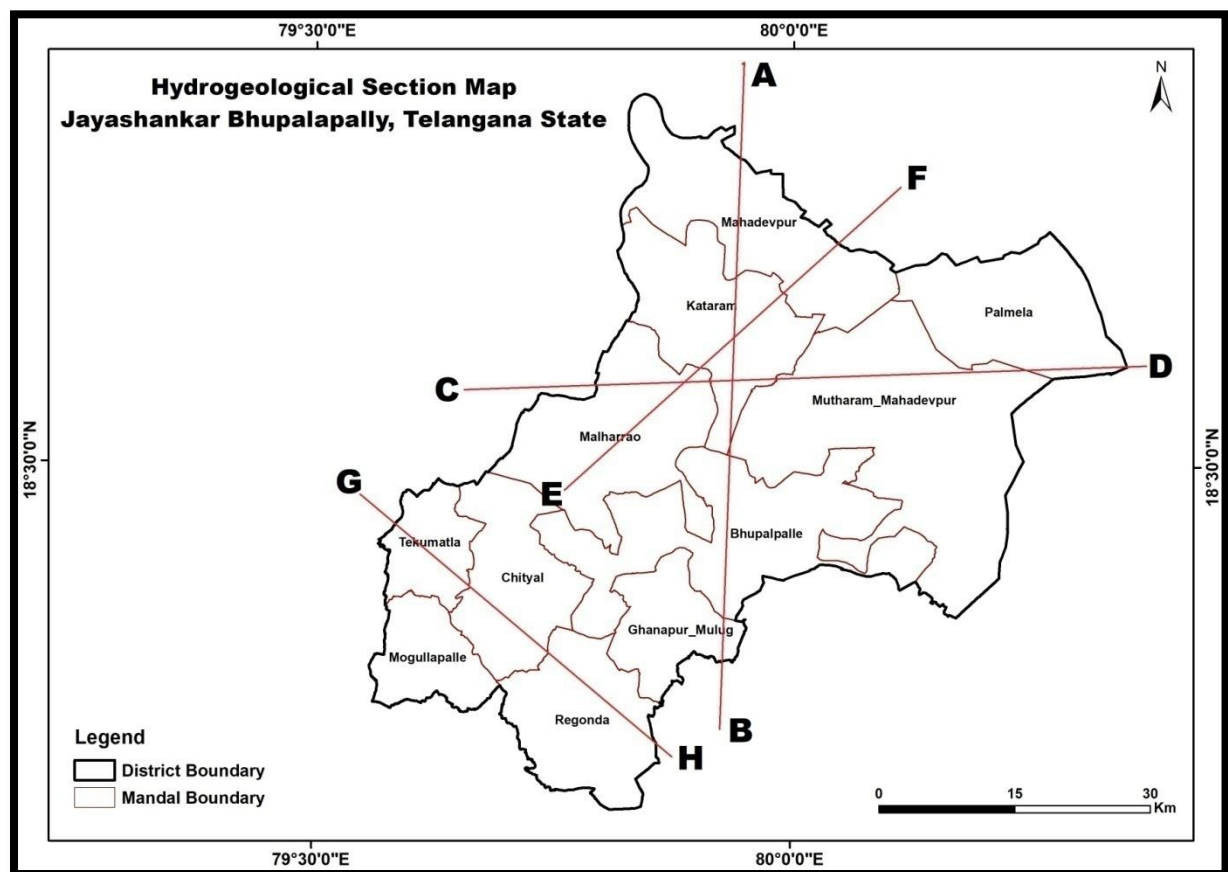 79°30'0"E
80°0'0"E
Hydrogeological Section Map
Jayashankar Bhupalapally, Telangana State
A
N
F
Mahadevpur
Kataram
Palmela
C
D
Mutharam_Mahadevpur
Malharrao
18°30'0"N
18°30'0"N
G
E
Tekumatla
Bhupalpalle
Chityal
Ghanapur_Mulug
Mogullapalle
Regonda
B
H
Legend
District Boundary
Mandal Boundary
0 15 30
Km
79°30'0"E
80°0'0"E